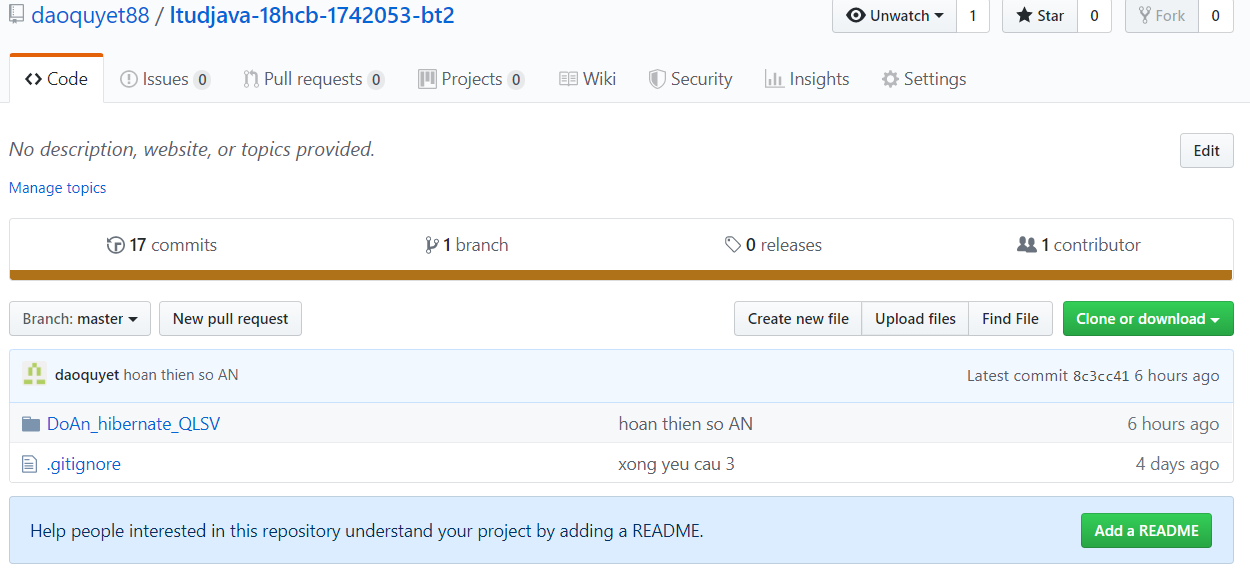 daoquyet88 / ltudjava-18hcb-1742053-bt2 Unwatch 1 Star 0 Fork 0
Code Issues 0 Pull requests 0 Projects 0 Wiki Security Insights Settings
No description, website, or topics provided. Edit
Manage topics
17 commits 1 branch 0 releases 1 contributor
Branch: master New pull request Create new file Upload files Find File Clone or download
daoquyet hoan thien so AN Latest commit 8c3cc41 6 hours ago
DoAn_hibernate_QLSV hoan thien so AN 6 hours ago
.gitignore xong yeu cau 3 4 days ago
Help people interested in this repository understand your project by adding a README. Add a README